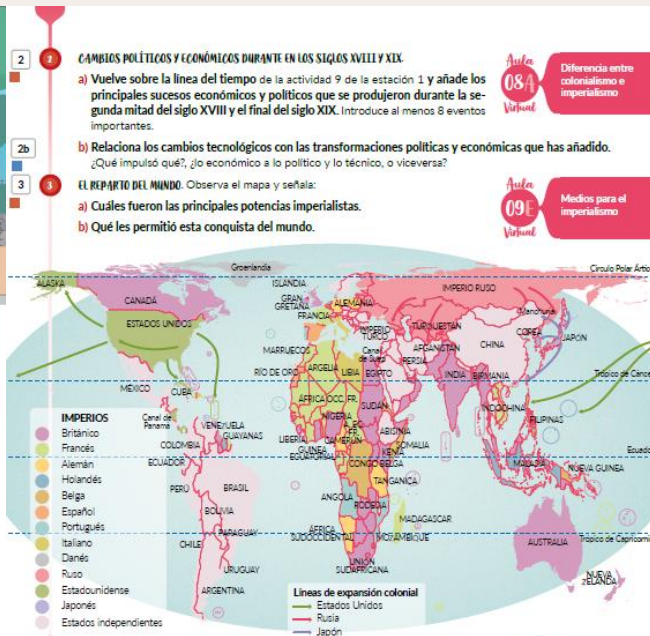 2
2
CAMBIOS POLÍTICOS Y ECONÓMICOS DURANTE EN LOS SIGLOS XVIII Y XIX.
a) Vuelve sobre la línea del tiempo de la actividad 9 de la estación 1 y añade los
principales sucesos económicos y políticos que se produjeron durante la se-
gunda mitad del siglo XVIII y el final del siglo XIX. Introduce al menos 8 eventos
importantes.
Aula
08A
Virtual
Diferencia entre
colonialismo e
imperialismo
2b
b) Relaciona los cambios tecnológicos con las transformaciones políticas y económicas que has añadido.
¿Qué impulsó qué?, ¿lo económico a lo político y lo técnico, o viceversa?
3
3
EL REPARTO DEL MUNDO. Observa el mapa y señala:
a) Cuáles fueron las principales potencias imperialistas.
b) Qué les permitió esta conquista del mundo.
Aula
09E
Virtual
Medios para el
imperialismo
Groenlandia
Círculo Polar Ártico
ALASKA
ISLANDIA
IMPERIO RUSO
CANADÁ
GRAN
GRETAÑA
ALEMANIA
FRANCIA
Manchuria
ESTADOS UNIDOS
IMPERIO
TURCO
TURQUESTÁN
COREA
JAPÓN
CHINA
AFGANISTÁN
MARRUECOS
Canal
de Suez
PERSIA
RÍO DE ORO
ARGELIA
LIBIA
EGIPTO
INDIA
BIRMANIA
Trópico de Cáncer
MÉXICO
CUBA
ÁFRICA OCC. FR.
SUDÁN
INDOCHINA
FILIPINAS
Canal de
Panamá
VENEZUELA
GUAYANAS
NIGERIA
A. EC.
FR.
ABISINIA
COLOMBIA
LIBERIA
CAMERÚN
SOMALIA
GUINEA
ECUATORIAL
KENIA
Ecuador
ECUADOR
CONGO BELGA
MALASIA
NUEVA GUINEA
TANGANICA
PERÚ
BRASIL
ANGOLA
BOLIVIA
RODESIA
MADAGASCAR
PARAGUAY
ÁFRICA
SUDOCCIDENTAL
MOZAMBIQUE
AUSTRALIA
Trópico de Capricornio
CHILE
URUGUAY
UNIÓN
SUDAFRICANA
NUEVA
ZELANDA
ARGENTINA
IMPERIOS
Británico
Francés
Alemán
Holandés
Belga
Español
Portugués
Italiano
Danés
Ruso
Estadounidense
Japonés
Estados independientes
Líneas de expansión colonial
Estados Unidos
Rusia
Japón